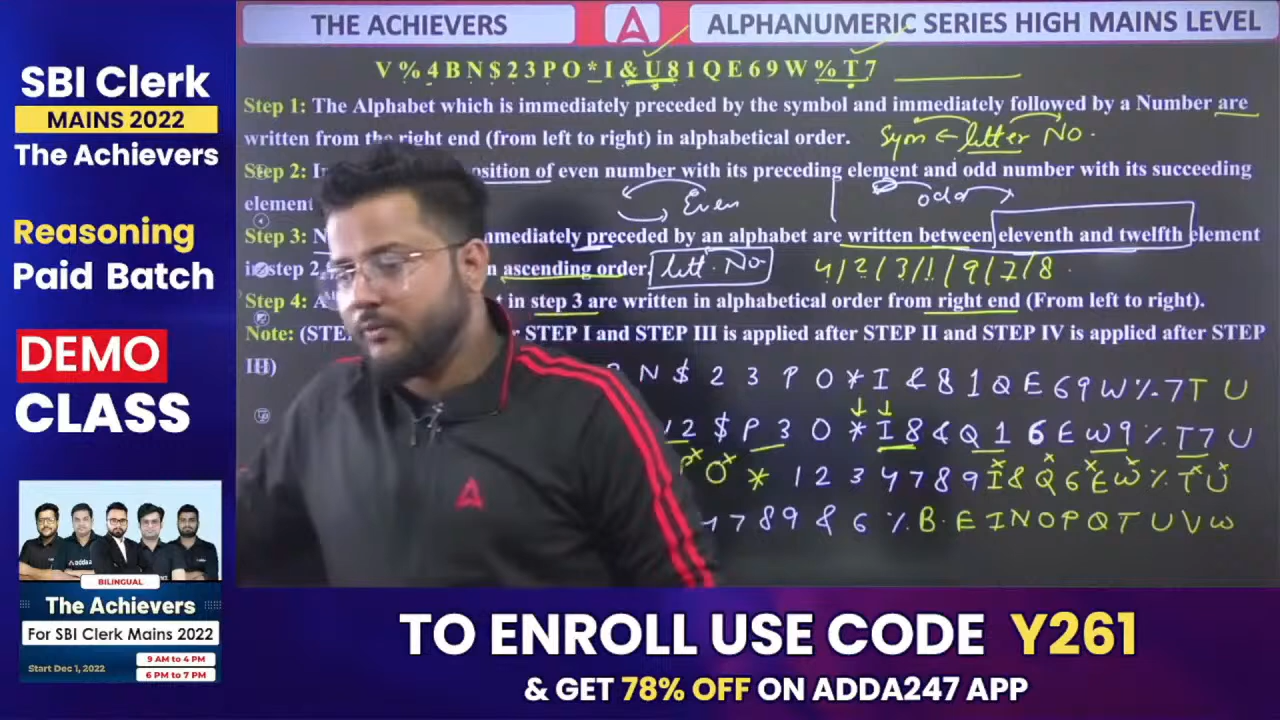 THE ACHIEVERS
ALPHANUMERIC SERIES HIGH MAINS LEVEL
V % 4 B N $ 2 3 P O * I & U 8 1 Q E 6 9 W % T 7
Step 1: The Alphabet which is immediately preceded by the symbol and immediately followed by a Number are
written from the right end (from left to right) in alphabetical order.
Sym ← letter No.
Step 2: osition of even number with its preceding element and odd number with its succeeding
element
Even
odd
Step 3: mmediately preceded by an alphabet are written between eleventh and twelfth element
step 2, ascending order.
lett. No
4/2/3/1/9/7/8.
Step 4: t in step 3 are written in alphabetical order from right end (From left to right).
Note: (STE STEP I and STEP III is applied after STEP II and STEP IV is applied after STEP
III)
N $ 2 3 P O * I & 8 1 Q E 6 9 W % 7 T U
2 $ P 3 O * I 8 & Q 1 6 E W 9 % T 7 U
O * 1 2 3 4 7 8 9 I & Q 6 E W % T U
7 8 9 & 6 % B E I N O P Q T U V W
SBI Clerk
MAINS 2022
The Achievers
Reasoning
Paid Batch
DEMO
CLASS
BILINGUAL
The Achievers
For SBI Clerk Mains 2022
Start Dec 1, 2022
9 AM to 4 PM
6 PM to 7 PM
TO ENROLL USE CODE Y261
& GET 78% OFF ON ADDA247 APP